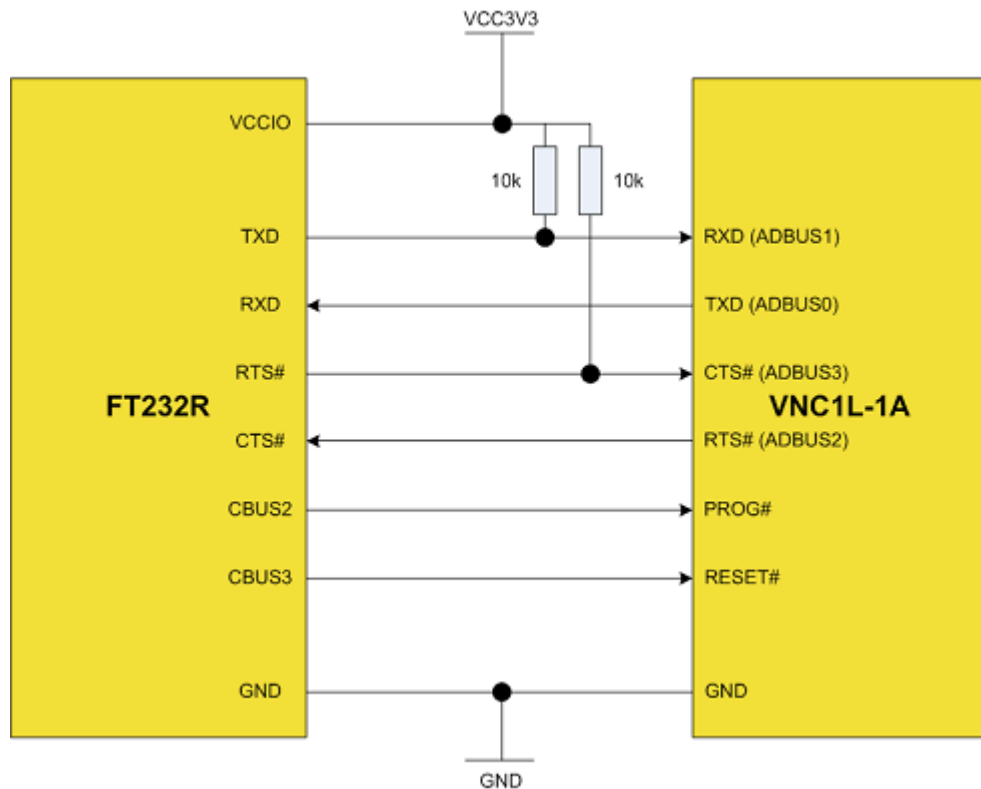 VCC3V3
VCCIO
10k
10k
TXD
RXD (ADBUS1)
RXD
TXD (ADBUS0)
RTS#
CTS# (ADBUS3)
FT232R
VNC1L-1A
CTS#
RTS# (ADBUS2)
CBUS2
PROG#
CBUS3
RESET#
GND
GND
GND